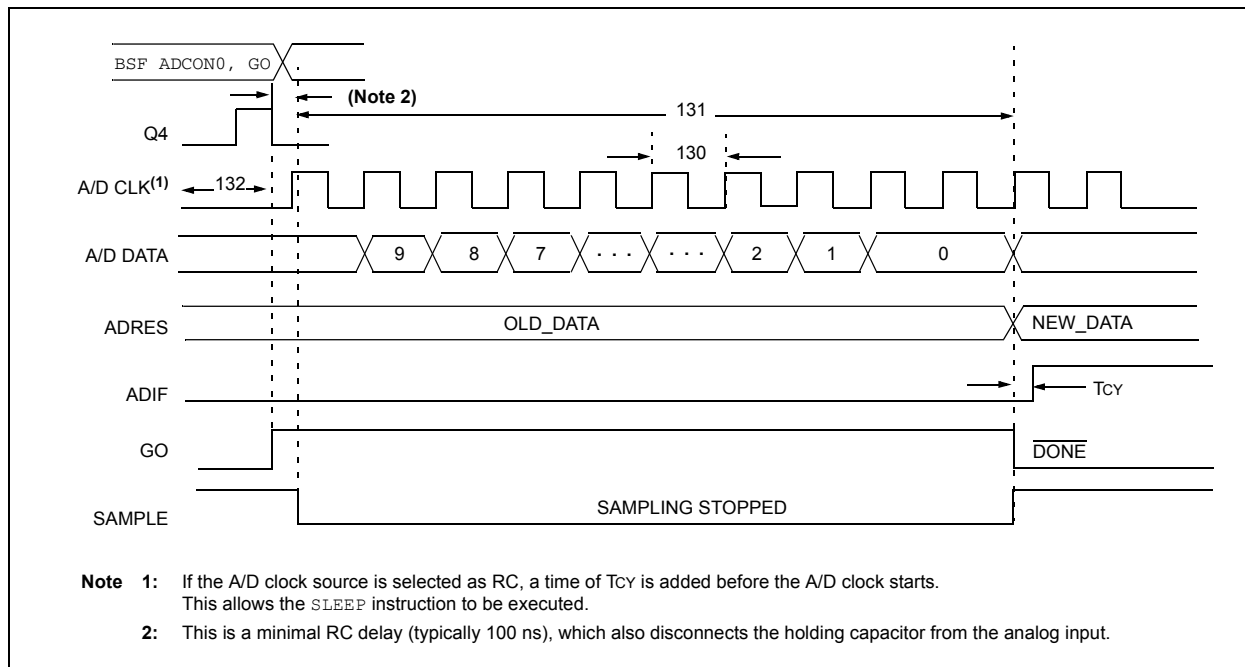 BSF ADCON0, GO
(Note 2)
131
Q4
130
A/D CLK(1)
132
A/D DATA
9 8 7 . . . . . . 2 1 0
ADRES
OLD_DATA
NEW_DATA
ADIF
TCY
GO
DONE
SAMPLE
SAMPLING STOPPED
Note 1: If the A/D clock source is selected as RC, a time of TCY is added before the A/D clock starts.
This allows the SLEEP instruction to be executed.
2: This is a minimal RC delay (typically 100 ns), which also disconnects the holding capacitor from the analog input.